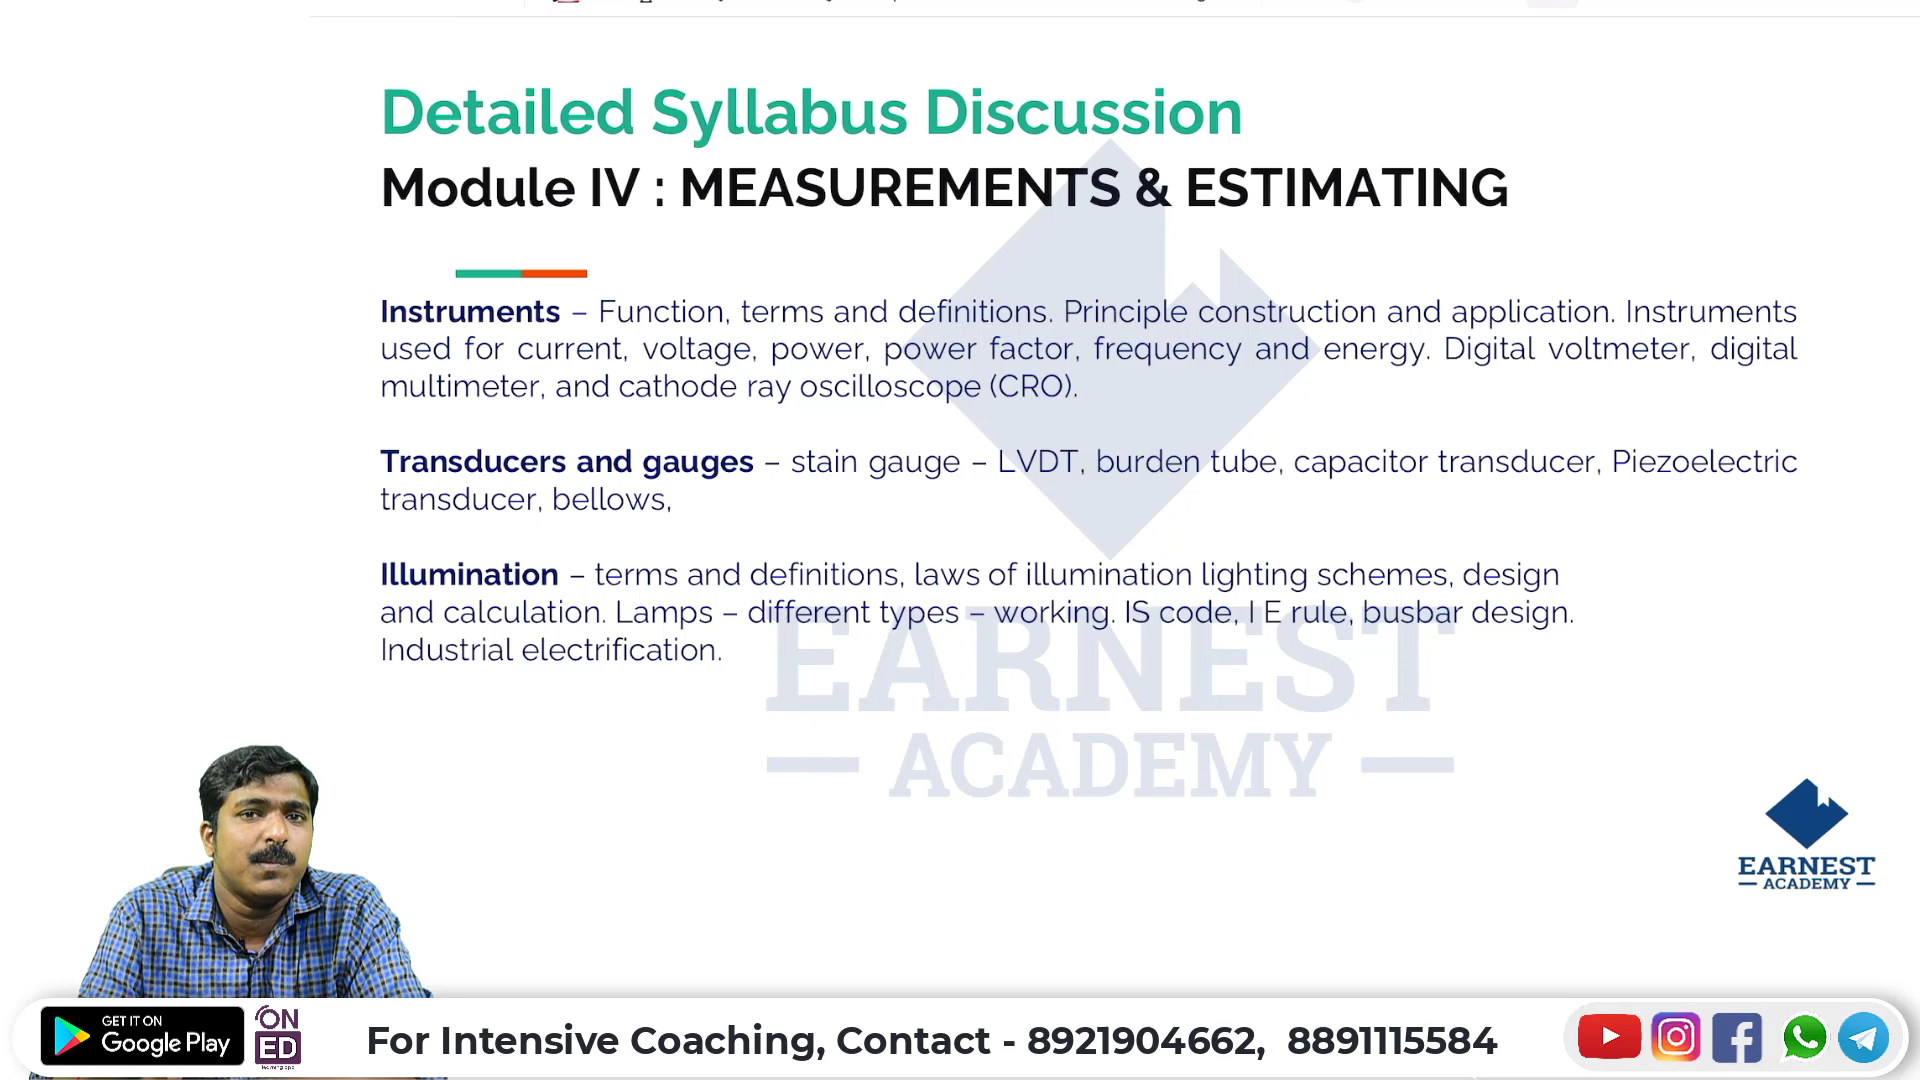 Detailed Syllabus Discussion
Module IV : MEASUREMENTS & ESTIMATING
Instruments – Function, terms and definitions. Principle construction and application. Instruments
used for current, voltage, power, power factor, frequency and energy. Digital voltmeter, digital
multimeter, and cathode ray oscilloscope (CRO).
Transducers and gauges – stain gauge – LVDT, burden tube, capacitor transducer, Piezoelectric
transducer, bellows,
Illumination – terms and definitions, laws of illumination lighting schemes, design
and calculation. Lamps – different types – working. IS code, I E rule, busbar design.
Industrial electrification.
EARNEST
ACADEMY
EARNEST
ACADEMY
GET IT ON
Google Play
ON
ED
learning app
For Intensive Coaching, Contact - 8921904662, 8891115584